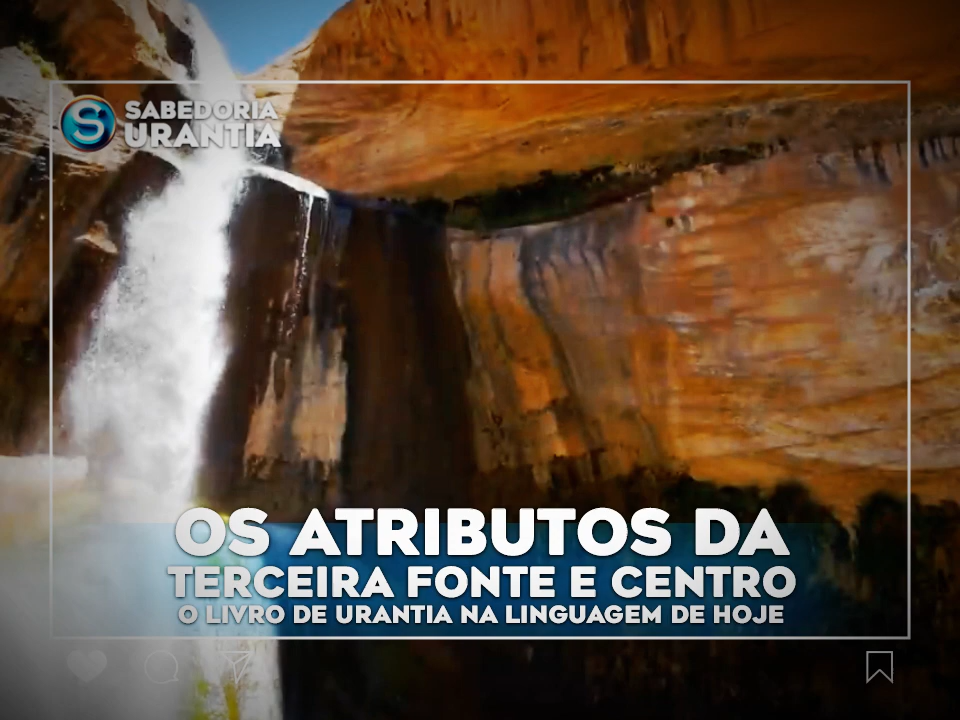 S
SABEDORIA
URANTIA
OS ATRIBUTOS DA
TERCEIRA FONTE E CENTRO
O LIVRO DE URANTIA NA LINGUAGEM DE HOJE